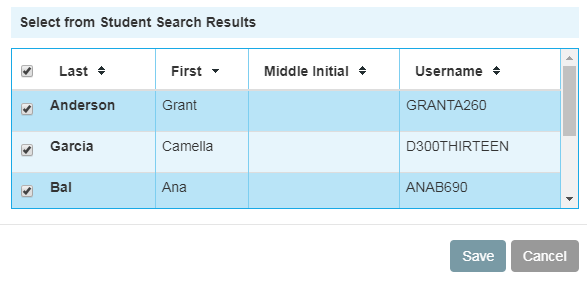 Select from Student Search Results
Last First Middle Initial Username
Anderson Grant GRANTA260
Garcia Camella D300THIRTEEN
Bal Ana ANAB690
Save Cancel